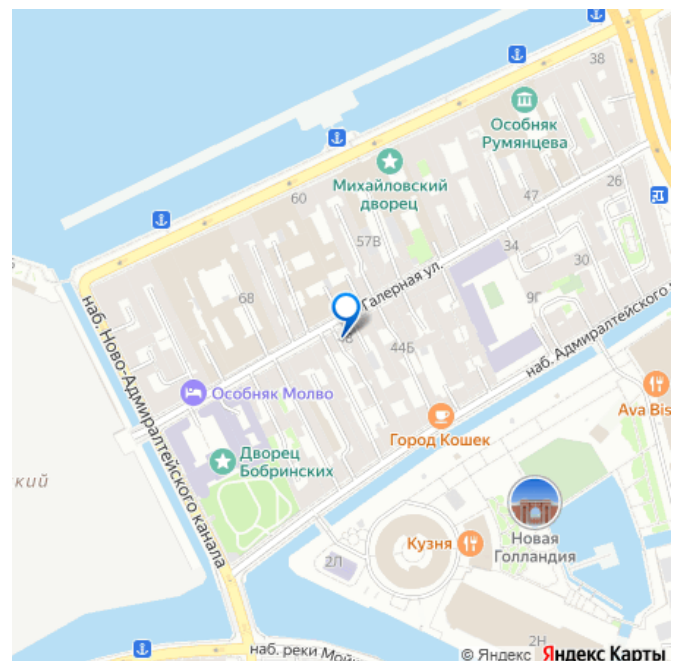 38
Особняк
Румянцева
Михайловский
дворец
60
47
26
57В
34
30
Галерная ул.
68
9Г
наб. Ново-Адмиралтейского канала
44Б
наб. Адмиралтейского к
Особняк Молво
Ava Bis
Город Кошек
Дворец
Бобринских
кий
Кузня
Новая
Голландия
2Л
2Н
наб. реки Мой
© Яндекс Яндекс Карты